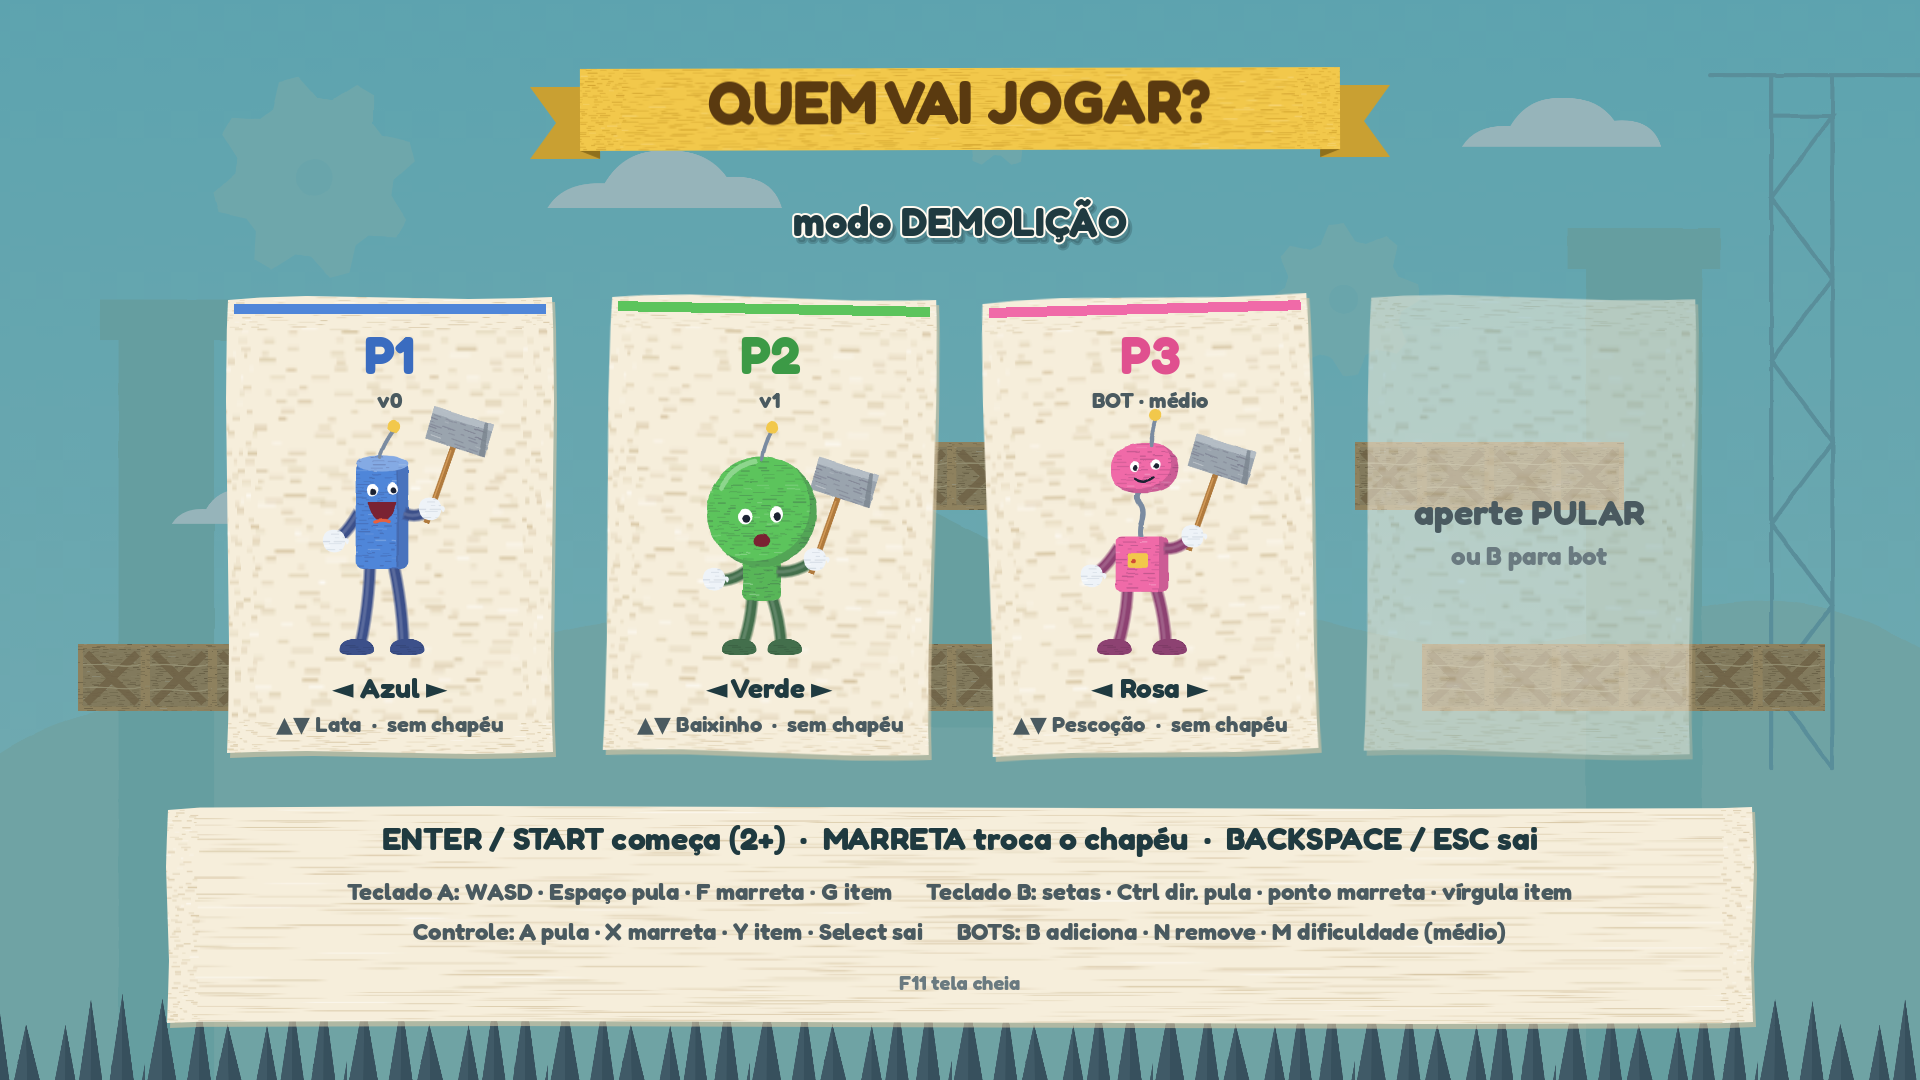 QUEM VAI JOGAR?
modo DEMOLIÇÃO
P1
v0
◄ Azul ►
▲▼ Lata · sem chapéu
P2
v1
◄ Verde ►
▲▼ Baixinho · sem chapéu
P3
BOT · médio
◄ Rosa ►
▲▼ Pescoção · sem chapéu
aperte PULAR
ou B para bot
ENTER / START começa (2+) · MARRETA troca o chapéu · BACKSPACE / ESC sai
Teclado A: WASD · Espaço pula · F marreta · G item Teclado B: setas · Ctrl dir. pula · ponto marreta · vírgula item
Controle: A pula · X marreta · Y item · Select sai BOTS: B adiciona · N remove · M dificuldade (médio)
F11 tela cheia